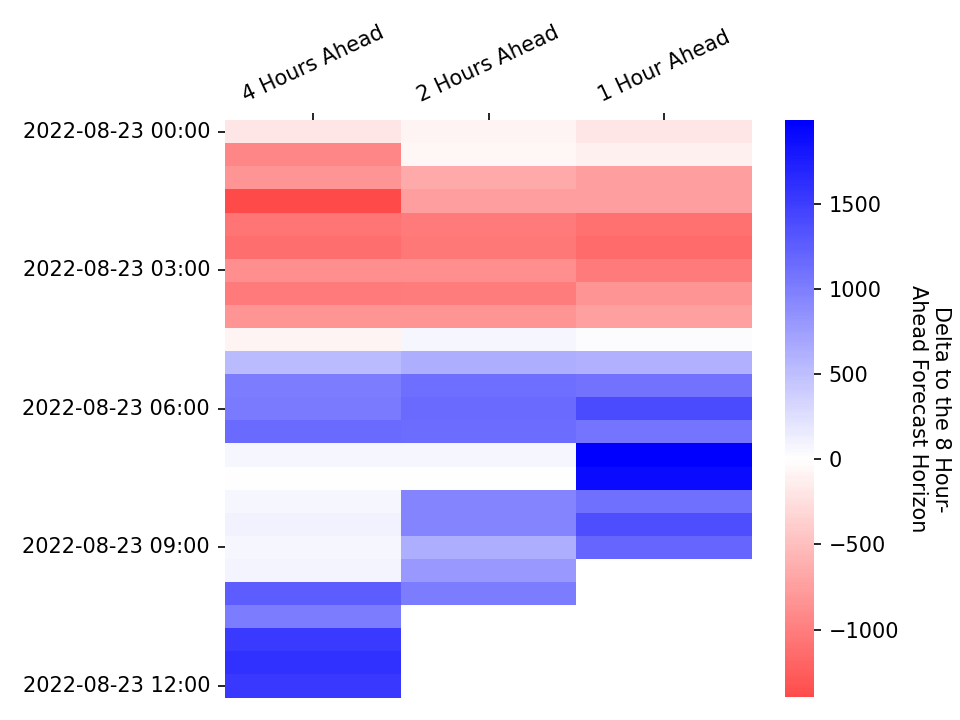 4 Hours Ahead
2 Hours Ahead
1 Hour Ahead
2022-08-23 00:00
2022-08-23 03:00
2022-08-23 06:00
2022-08-23 09:00
2022-08-23 12:00
1500
1000
500
0
−500
−1000
Delta to the 8 Hour-
Ahead Forecast Horizon